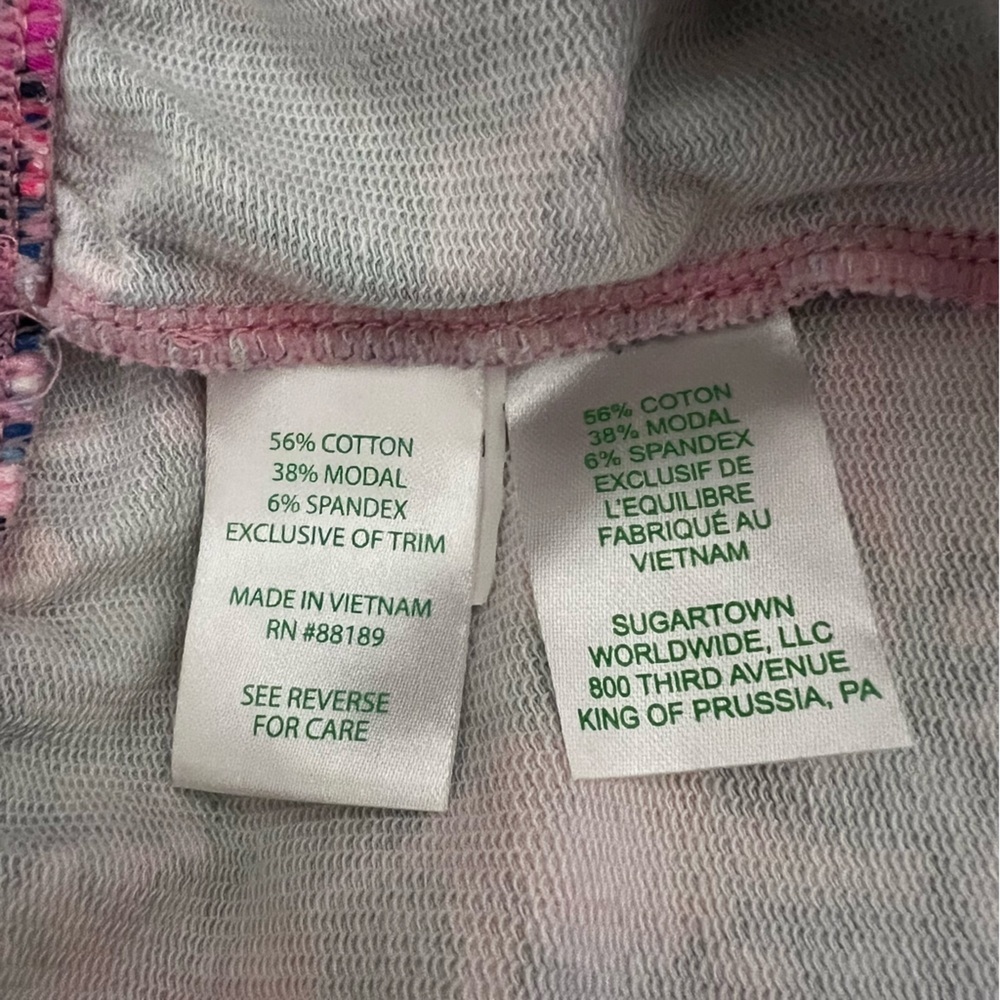 56% COTTON
38% MODAL
6% SPANDEX
EXCLUSIVE OF TRIM
MADE IN VIETNAM
RN #88189
SEE REVERSE
FOR CARE
56% COTON
38% MODAL
6% SPANDEX
EXCLUSIF DE
L'EQUILIBRE
FABRIQUÉ AU
VIETNAM
SUGARTOWN
WORLDWIDE, LLC
800 THIRD AVENUE
KING OF PRUSSIA, PA